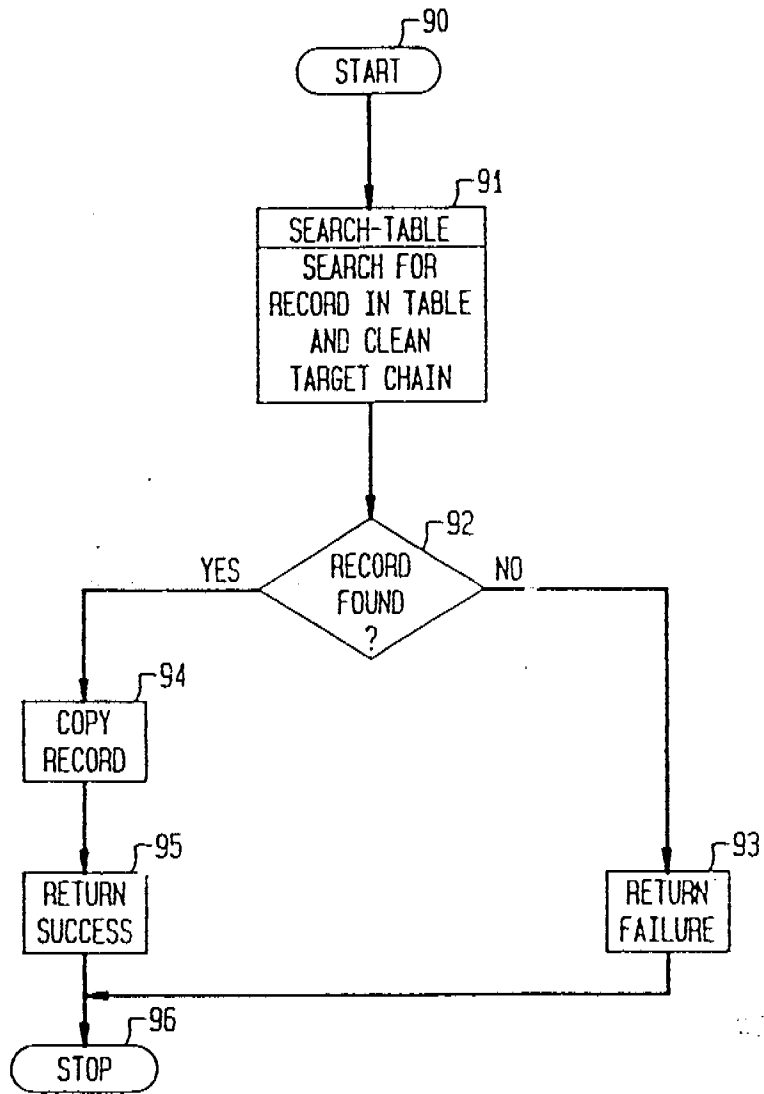 90
START
91
SEARCH-TABLE
SEARCH FOR
RECORD IN TABLE
AND CLEAN
TARGET CHAIN
92
YES
RECORD
FOUND
?
NO
94
COPY
RECORD
95
RETURN
SUCCESS
93
RETURN
FAILURE
96
STOP